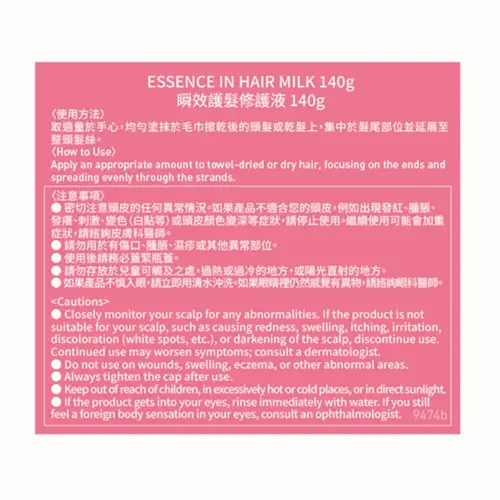 ESSENCE IN HAIR MILK 140g
瞬效護髮修護液 140g
〈使用方法〉
取適量於手心,均勻塗抹於毛巾擦乾後的頭髮或乾髮上,集中於髮尾部位並延展至
整頭髮絲。
〈How to Use〉
Apply an appropriate amount to towel-dried or dry hair, focusing on the ends and
spreading evenly through the strands.
〈注意事項〉
● 密切注意頭皮的任何異常情況。如果產品不適合您的頭皮,例如出現發紅、腫脹、
發癢、刺激、變色(白點等)或頭皮顏色變深等症狀,請停止使用。繼續使用可能會加重
症狀,請諮詢皮膚科醫師。
● 請勿用於有傷口、腫脹、濕疹或其他異常部位。
● 使用後請務必蓋緊瓶蓋。
● 請勿存放於兒童可觸及之處,過熱或過冷的地方,或陽光直射的地方。
● 如果產品不慎入眼,請立即用清水沖洗。如果眼睛裡仍然感覺有異物,請諮詢眼科醫師。
<Cautions>
● Closely monitor your scalp for any abnormalities. If the product is not
suitable for your scalp, such as causing redness, swelling, itching, irritation,
discoloration (white spots, etc.), or darkening of the scalp, discontinue use.
Continued use may worsen symptoms; consult a dermatologist.
● Do not use on wounds, swelling, eczema, or other abnormal areas.
● Always tighten the cap after use.
● Keep out of reach of children, in excessively hot or cold places, or in direct sunlight.
● If the product gets into your eyes, rinse immediately with water. If you still
feel a foreign body sensation in your eyes, consult an ophthalmologist. 9474b